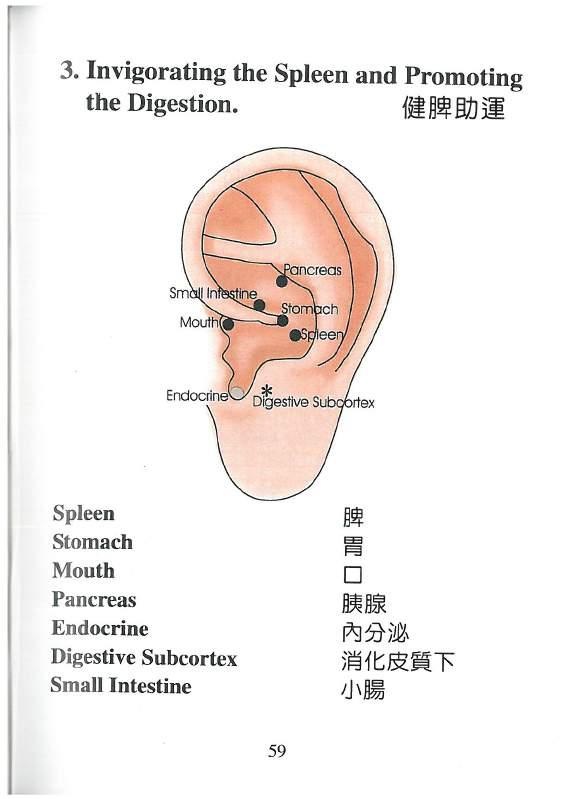 3. Invigorating the Spleen and Promoting
the Digestion. 健脾助運
Pancreas
Small Intestine
Stomach
Mouth
Spleen
Endocrine
Digestive Subcortex
Spleen 脾
Stomach 胃
Mouth 口
Pancreas 胰腺
Endocrine 內分泌
Digestive Subcortex 消化皮質下
Small Intestine 小腸
59